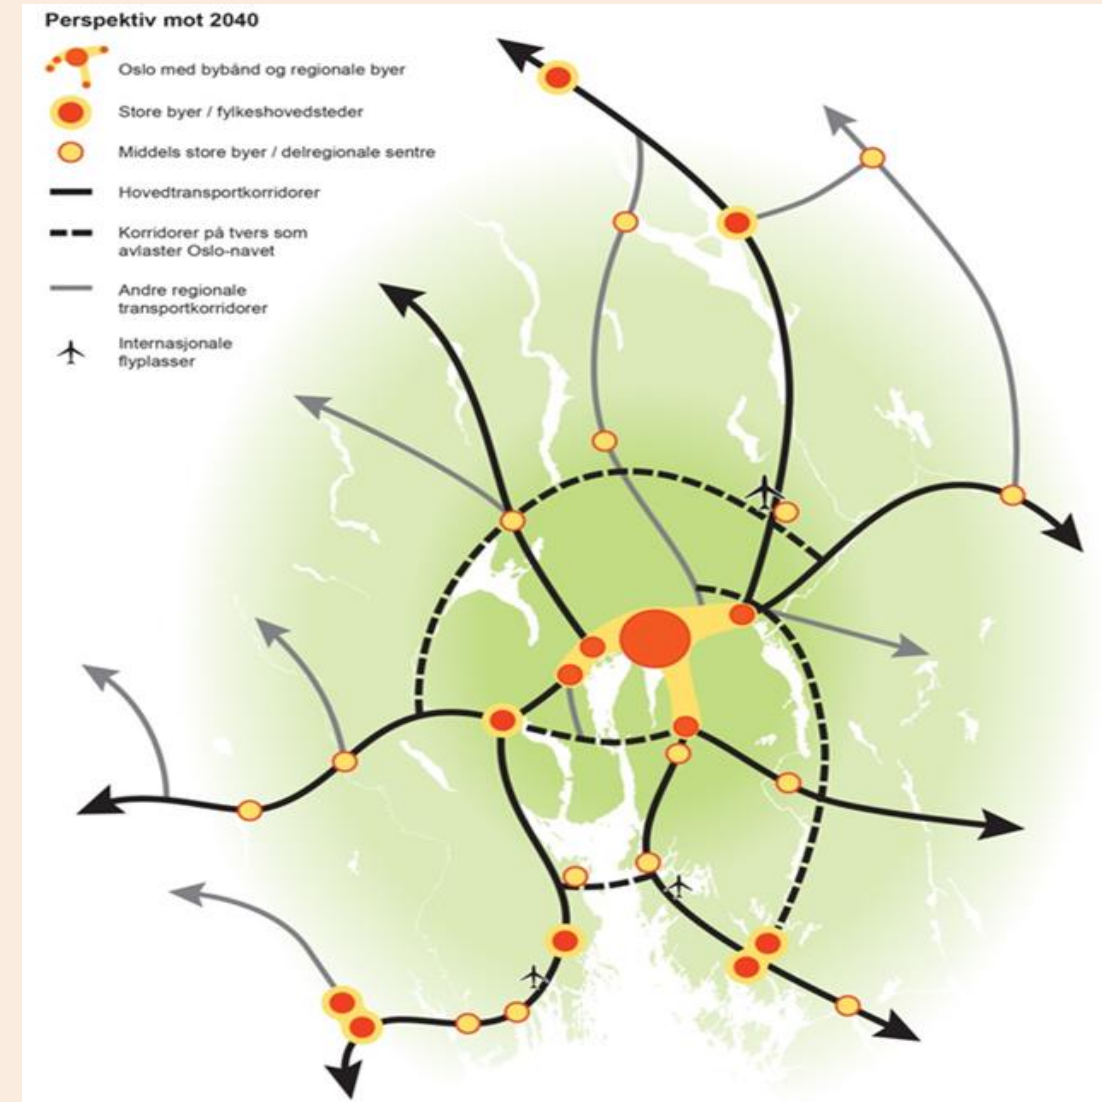 Perspektiv mot 2040
Oslo med bybånd og regionale byer
Store byer / fylkeshovedsteder
Middels store byer / delregionale sentre
Hovedtransportkorridorer
Korridorer på tvers som
avlaster Oslo-navet
Andre regionale
transportkorridorer
Internasjonale
flyplasser